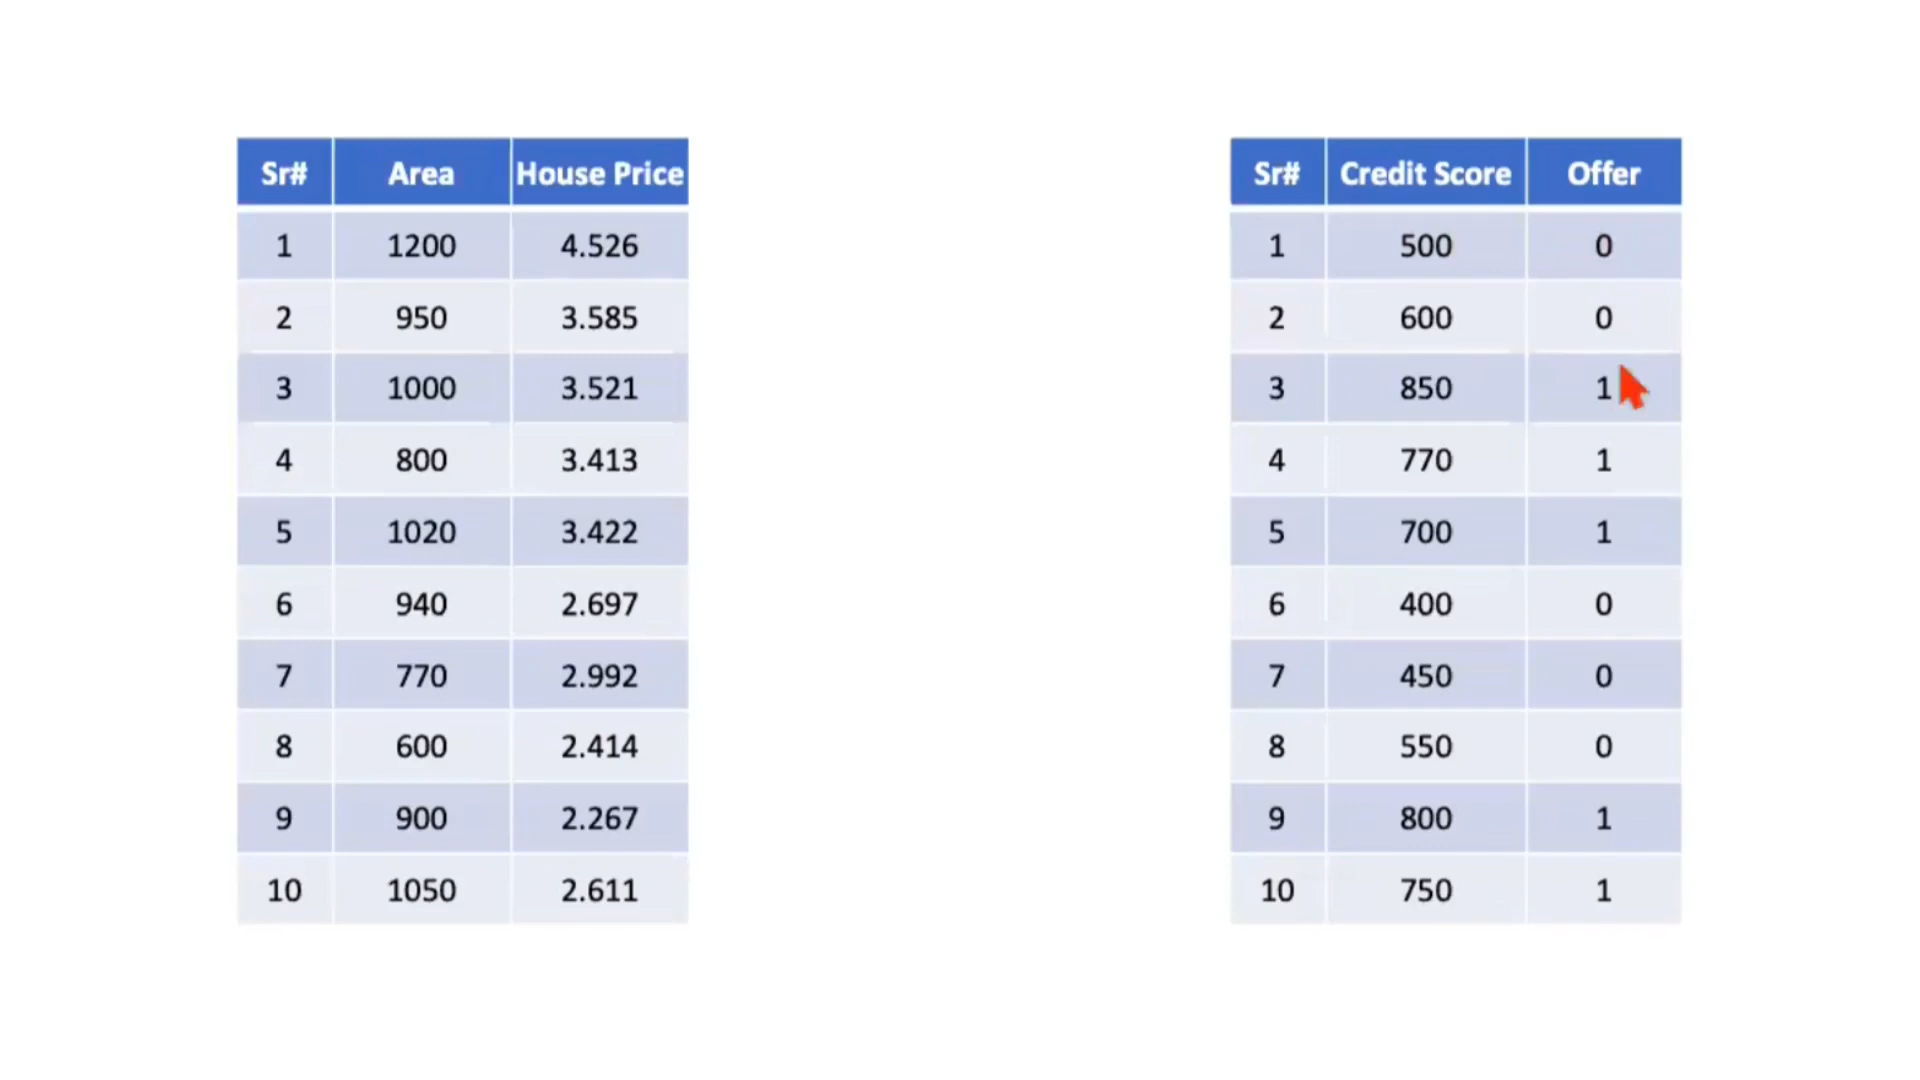 Sr# Area House Price
1 1200 4.526
2 950 3.585
3 1000 3.521
4 800 3.413
5 1020 3.422
6 940 2.697
7 770 2.992
8 600 2.414
9 900 2.267
10 1050 2.611
Sr# Credit Score Offer
1 500 0
2 600 0
3 850 1
4 770 1
5 700 1
6 400 0
7 450 0
8 550 0
9 800 1
10 750 1